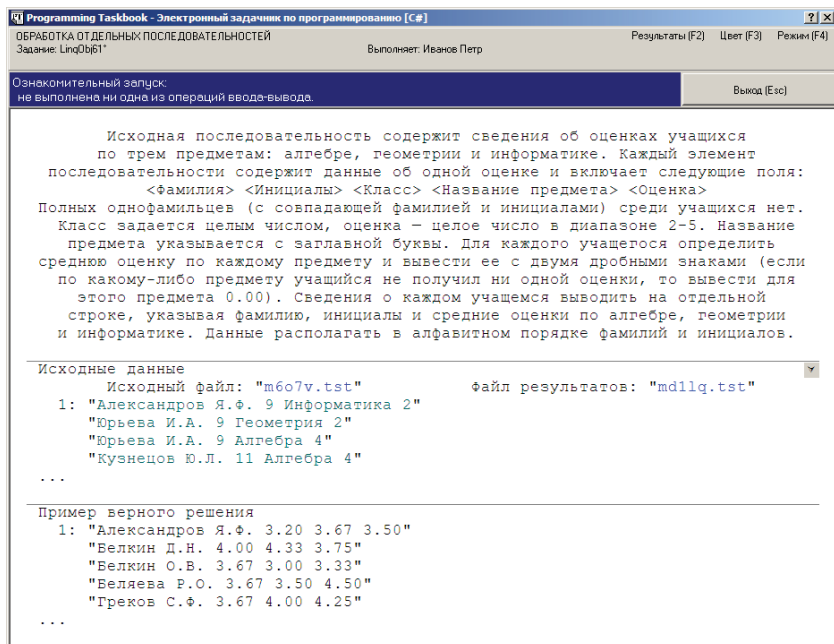 Programming Taskbook - Электронный задачник по программированию [C#]
ОБРАБОТКА ОТДЕЛЬНЫХ ПОСЛЕДОВАТЕЛЬНОСТЕЙ
Результаты (F2) Цвет (F3) Режим (F4)
Задание: LinqObj61°
Выполняет: Иванов Петр
Ознакомительный запуск:
не выполнена ни одна из операций ввода-вывода.
Выход (Esc)
Исходная последовательность содержит сведения об оценках учащихся
по трем предметам: алгебре, геометрии и информатике. Каждый элемент
последовательности содержит данные об одной оценке и включает следующие поля:
<Фамилия> <Инициалы> <Класс> <Название предмета> <Оценка>
Полных однофамильцев (с совпадающей фамилией и инициалами) среди учащихся нет.
Класс задается целым числом, оценка — целое число в диапазоне 2-5. Название
предмета указывается с заглавной буквы. Для каждого учащегося определить
среднюю оценку по каждому предмету и вывести ее с двумя дробными знаками (если
по какому-либо предмету учащийся не получил ни одной оценки, то вывести для
этого предмета 0.00). Сведения о каждом учащемся выводить на отдельной
строке, указывая фамилию, инициалы и средние оценки по алгебре, геометрии
и информатике. Данные располагать в алфавитном порядке фамилий и инициалов.
Исходные данные
Исходный файл: "m6o7v.tst" Файл результатов: "md1lq.tst"
1: "Александров Я.Ф. 9 Информатика 2"
"Юрьева И.А. 9 Геометрия 2"
"Юрьева И.А. 9 Алгебра 4"
"Кузнецов Ю.Л. 11 Алгебра 4"
...
Пример верного решения
1: "Александров Я.Ф. 3.20 3.67 3.50"
"Белкин Д.Н. 4.00 4.33 3.75"
"Белкин О.В. 3.67 3.00 3.33"
"Беляева Р.О. 3.67 3.50 4.50"
"Греков С.Ф. 3.67 4.00 4.25"
...